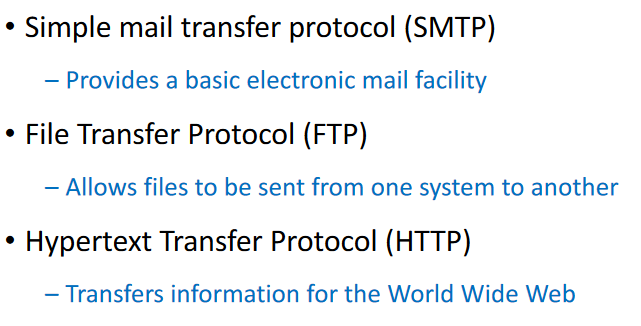 • Simple mail transfer protocol (SMTP)
– Provides a basic electronic mail facility
• File Transfer Protocol (FTP)
– Allows files to be sent from one system to another
• Hypertext Transfer Protocol (HTTP)
– Transfers information for the World Wide Web